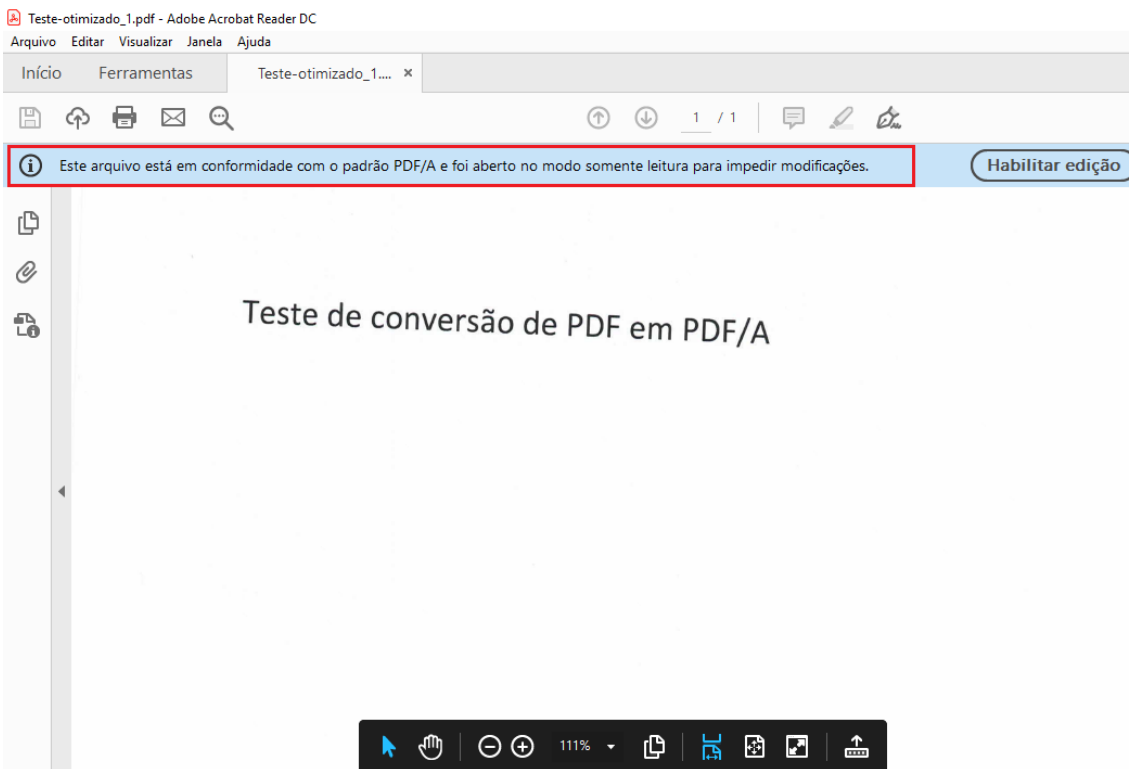 Teste-otimizado_1.pdf - Adobe Acrobat Reader DC
Arquivo Editar Visualizar Janela Ajuda
Início Ferramentas Teste-otimizado_1.... ×
1 / 1
Este arquivo está em conformidade com o padrão PDF/A e foi aberto no modo somente leitura para impedir modificações. Habilitar edição
Teste de conversão de PDF em PDF/A
111%